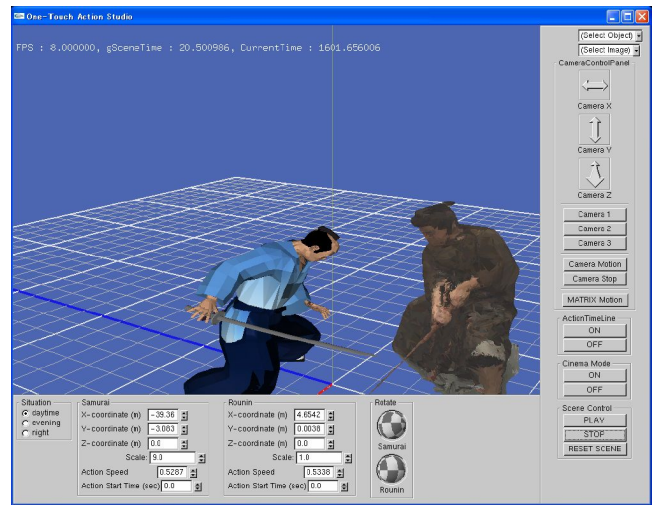 One-Touch Action Studio
FPS : 8.000000, gSceneTime : 20.500986, CurrentTime : 1601.656006
(Select Object)
(Select Image)
CameraControlPanel
Camera X
Camera Y
Camera Z
Camera 1
Camera 2
Camera 3
Camera Motion
Camera Stop
MATRIX Motion
ActionTimeLine
ON
OFF
Cinema Mode
ON
OFF
Scene Control
PLAY
STOP
RESET SCENE
Situation
daytime
evening
night
Samurai
X-coordinate (m) -39.36
Y-coordinate (m) -3.083
Z-coordinate (m) 0.0
Scale: 9.0
Action Speed 0.5287
Action Start Time (sec) 0.0
Rounin
X-coordinate (m) 4.6542
Y-coordinate (m) 0.0038
Z-coordinate (m) 0.0
Scale: 1.0
Action Speed 0.5338
Action Start Time (sec) 0.0
Rotate
Samurai
Rounin